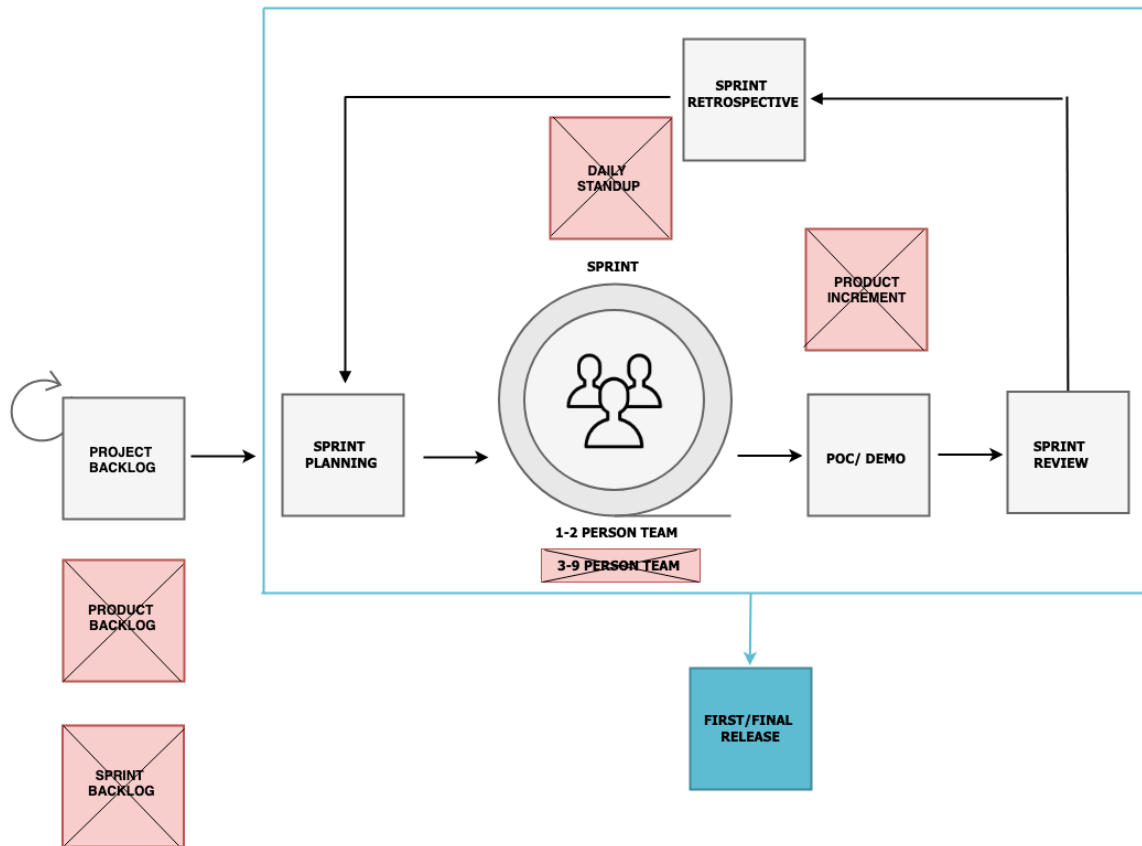 SPRINT
RETROSPECTIVE
DAILY
STANDUP
SPRINT
PRODUCT
INCREMENT
PROJECT
BACKLOG
SPRINT
PLANNING
POC/ DEMO
SPRINT
REVIEW
1-2 PERSON TEAM
3-9 PERSON TEAM
PRODUCT
BACKLOG
FIRST/FINAL
RELEASE
SPRINT
BACKLOG